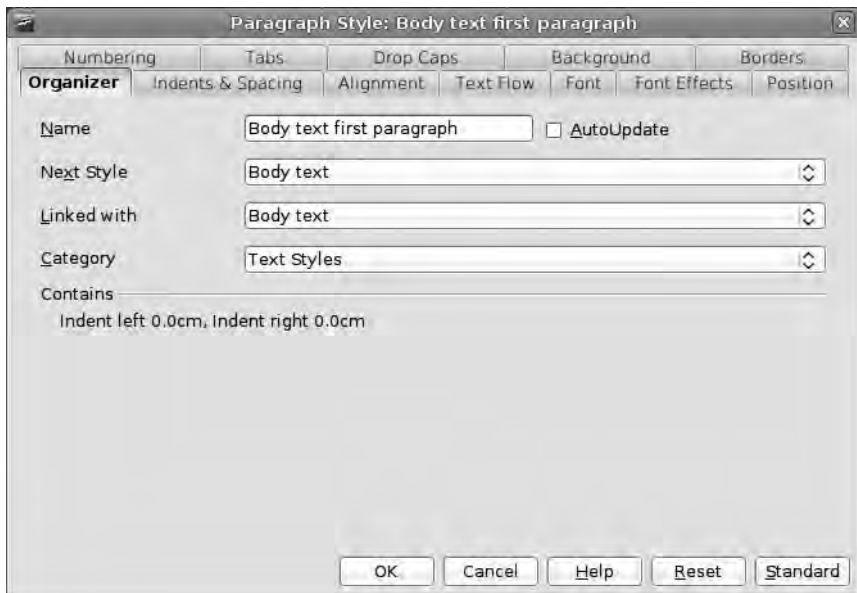 Paragraph Style: Body text first paragraph
Numbering Tabs Drop Caps Background Borders
Organizer Indents & Spacing Alignment Text Flow Font Font Effects Position
Name Body text first paragraph AutoUpdate
Next Style Body text
Linked with Body text
Category Text Styles
Contains
Indent left 0.0cm, Indent right 0.0cm
OK Cancel Help Reset Standard